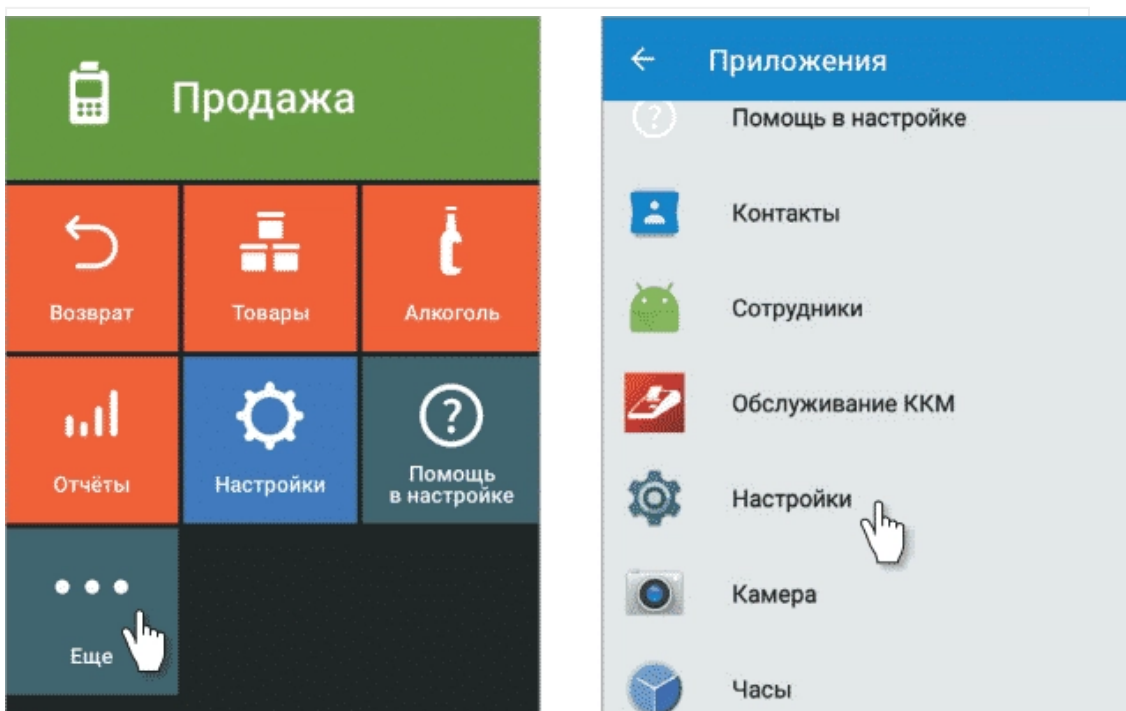 Продажа
Возврат
Товары
Алкоголь
Отчёты
Настройки
Помощь
в настройке
Еще
Приложения
Помощь в настройке
Контакты
Сотрудники
Обслуживание ККМ
Настройки
Камера
Часы